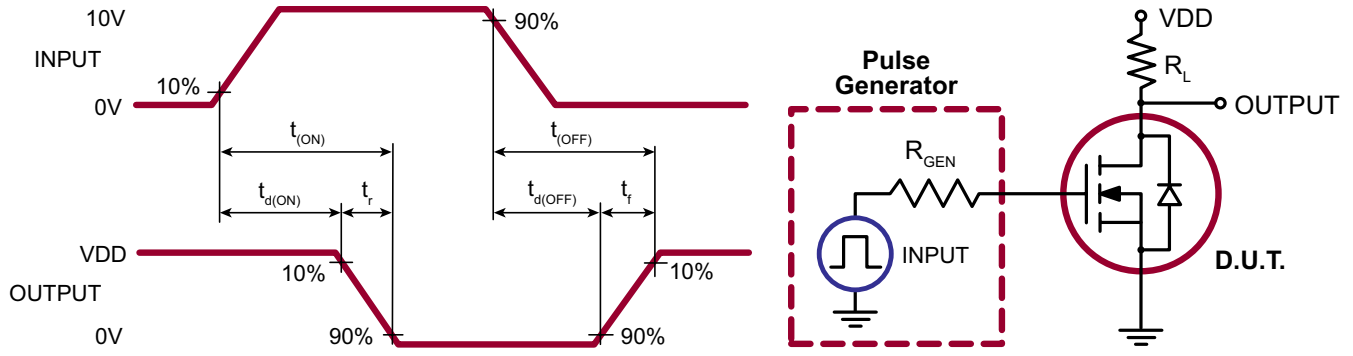 10V
INPUT
0V
10%
90%
t(ON)
t(OFF)
td(ON)
tr
td(OFF)
tf
VDD
OUTPUT
0V
10%
90%
90%
10%
Pulse
Generator
RGEN
INPUT
VDD
RL
OUTPUT
D.U.T.